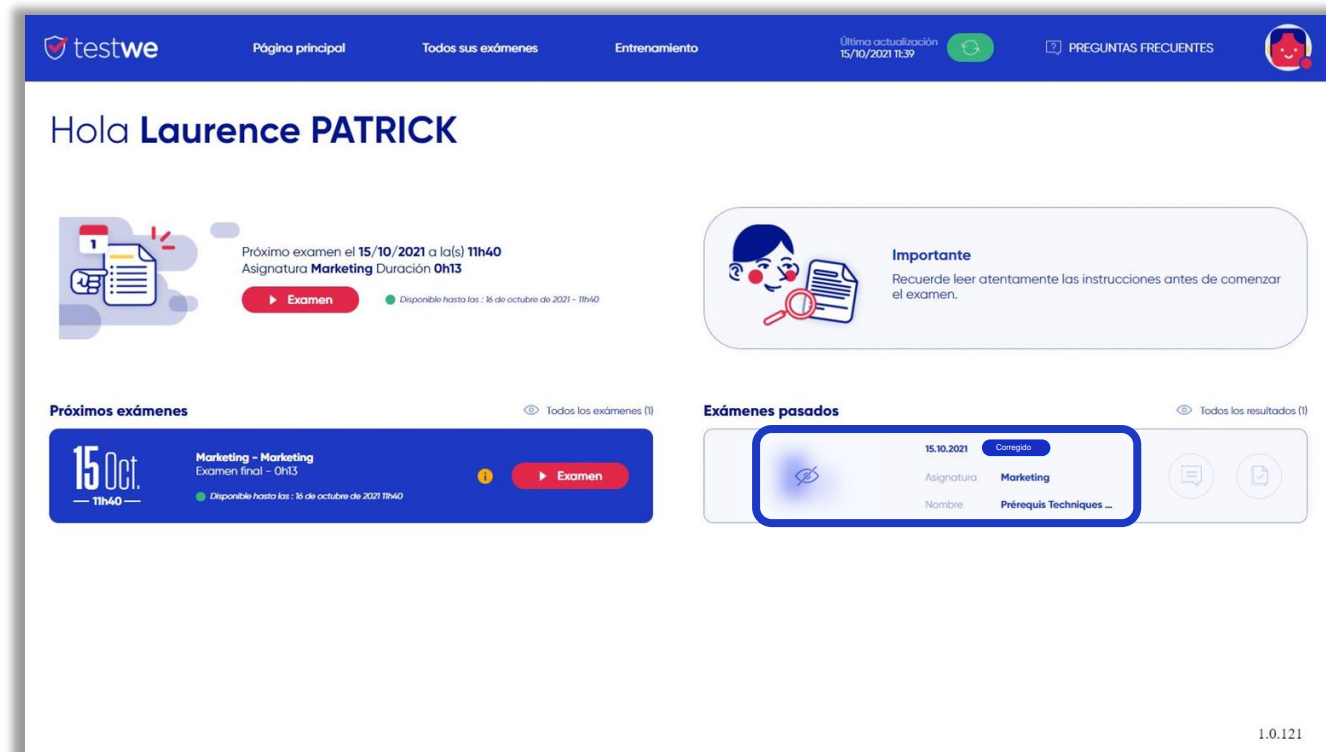 testwe
Página principal
Todos sus exámenes
Entrenamiento
Última actualización
15/10/2021 11:39
PREGUNTAS FRECUENTES
Hola Laurence PATRICK
1
Próximo examen el 15/10/2021 a la(s) 11h40
Asignatura Marketing Duración 0h13
Examen
Disponible hasta las : 16 de octubre de 2021 - 11h40
Importante
Recuerde leer atentamente las instrucciones antes de comenzar
el examen.
Próximos exámenes
Todos los exámenes (1)
15 Oct.
11h40
Marketing - Marketing
Examen final - 0h13
Disponible hasta las : 16 de octubre de 2021 11h40
Examen
Exámenes pasados
Todos los resultados (1)
15.10.2021
Corregido
Asignatura
Marketing
Nombre
Prérequis Techniques ...
1.0.121